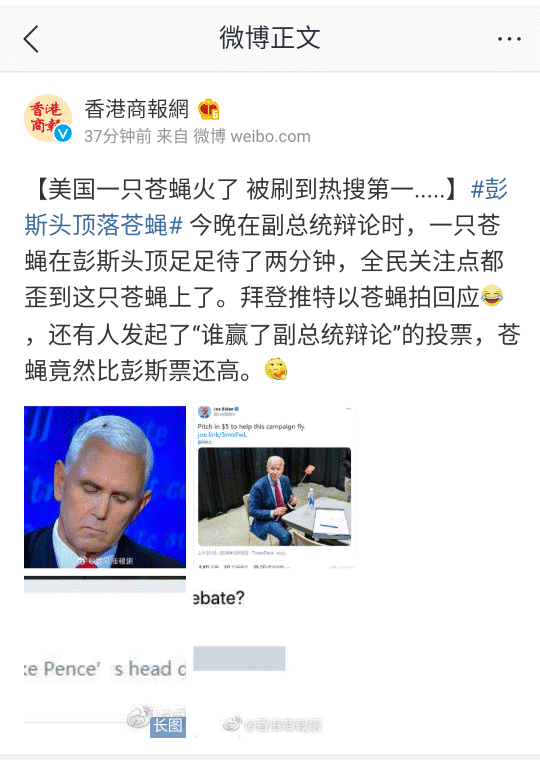 微博正文
香港商報網
37分钟前 来自 微博 weibo.com
【美国一只苍蝇火了 被刷到热搜第一.....】#彭
斯头顶落苍蝇# 今晚在副总统辩论时，一只苍
蝇在彭斯头顶足足待了两分钟，全民关注点都
歪到这只苍蝇上了。拜登推特以苍蝇拍回应😂
，还有人发起了“谁赢了副总统辩论”的投票，苍
蝇竟然比彭斯票还高。
香港
商報
Joe Biden
Pitch in $5 to help this campaign fly.
joe.link/3nvsFwL
@香港商報網
ebate?
ke Pence's head o
长图
@香港商報網